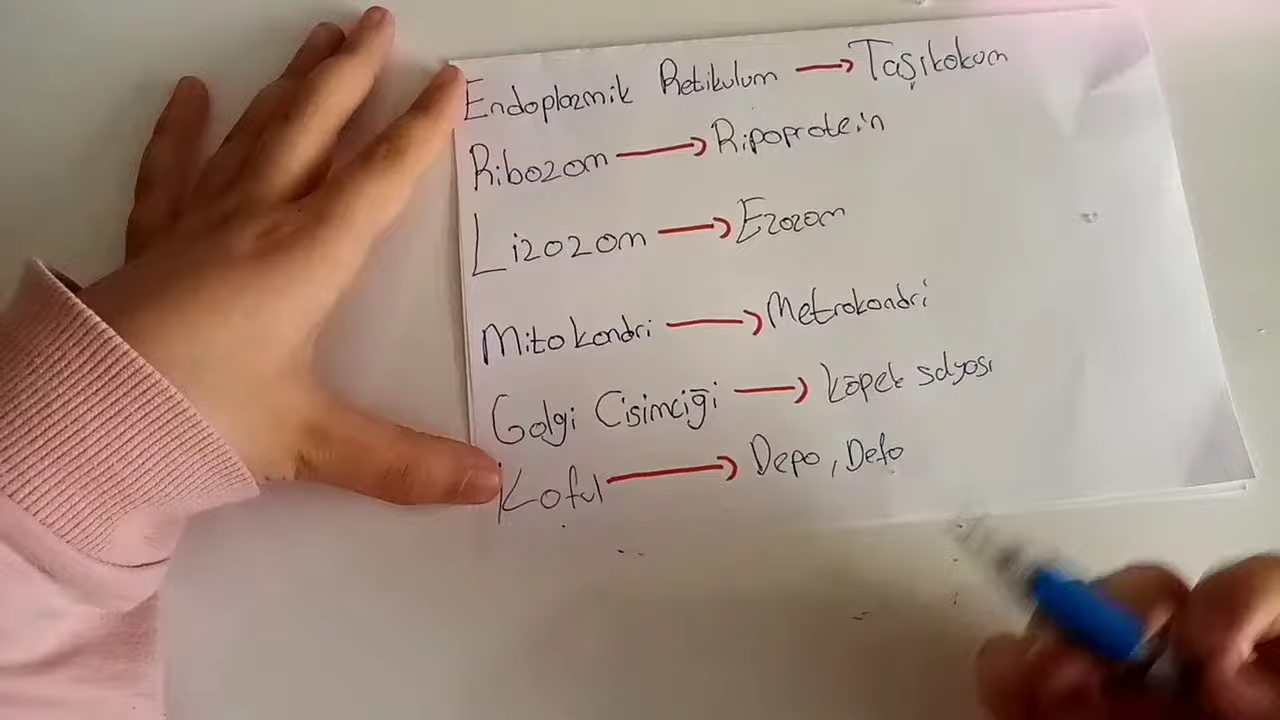 Endoplazmik Retikulum → Taşıkokum
Ribozom → Ripoprotein
Lizozom → Ezozom
Mitokondri → Metrokondri
Golgi Cisimciği → Köpek salyası
Koful → Depo, Defo